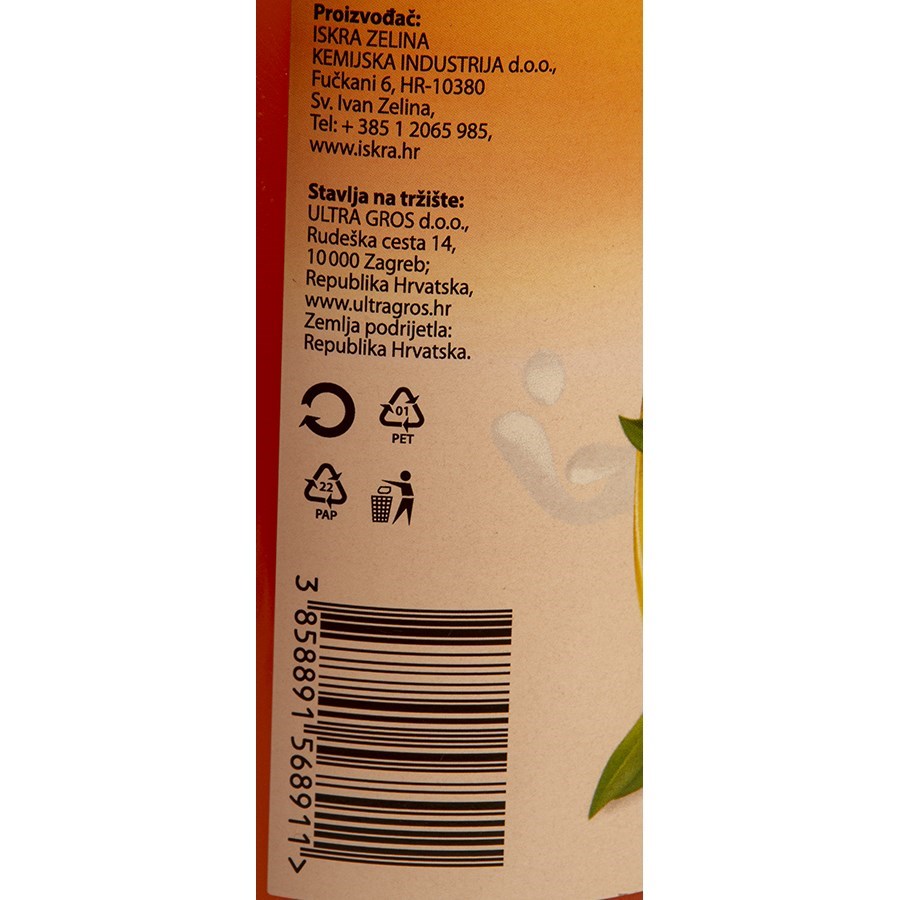 Proizvođač:
ISKRA ZELINA
KEMIJSKA INDUSTRIJA d.o.o.,
Fučkani 6, HR-10380
Sv. Ivan Zelina,
Tel: + 385 1 2065 985,
www.iskra.hr
Stavlja na tržište:
ULTRA GROS d.o.o.,
Rudeška cesta 14,
10 000 Zagreb;
Republika Hrvatska,
www.ultragros.hr
Zemlja podrijetla:
Republika Hrvatska.
01
PET
22
PAP
3 858891 568911 >